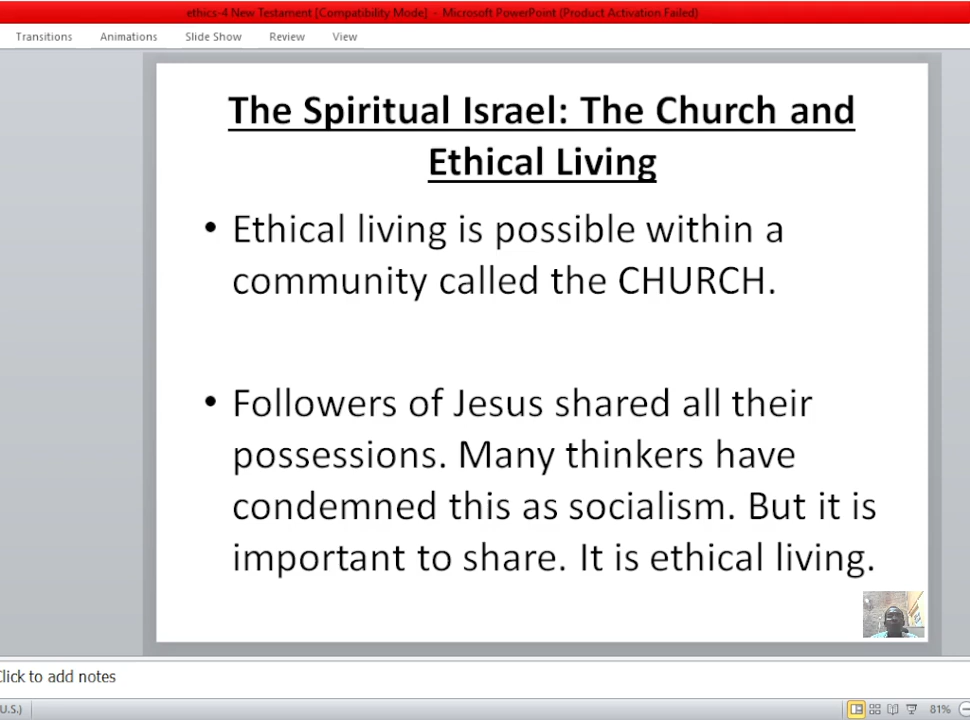 ethics-4 New Testament [Compatibility Mode] - Microsoft PowerPoint (Product Activation Failed)
Transitions Animations Slide Show Review View
The Spiritual Israel: The Church and
Ethical Living
• Ethical living is possible within a
community called the CHURCH.
• Followers of Jesus shared all their
possessions. Many thinkers have
condemned this as socialism. But it is
important to share. It is ethical living.
Click to add notes
U.S.) 81%